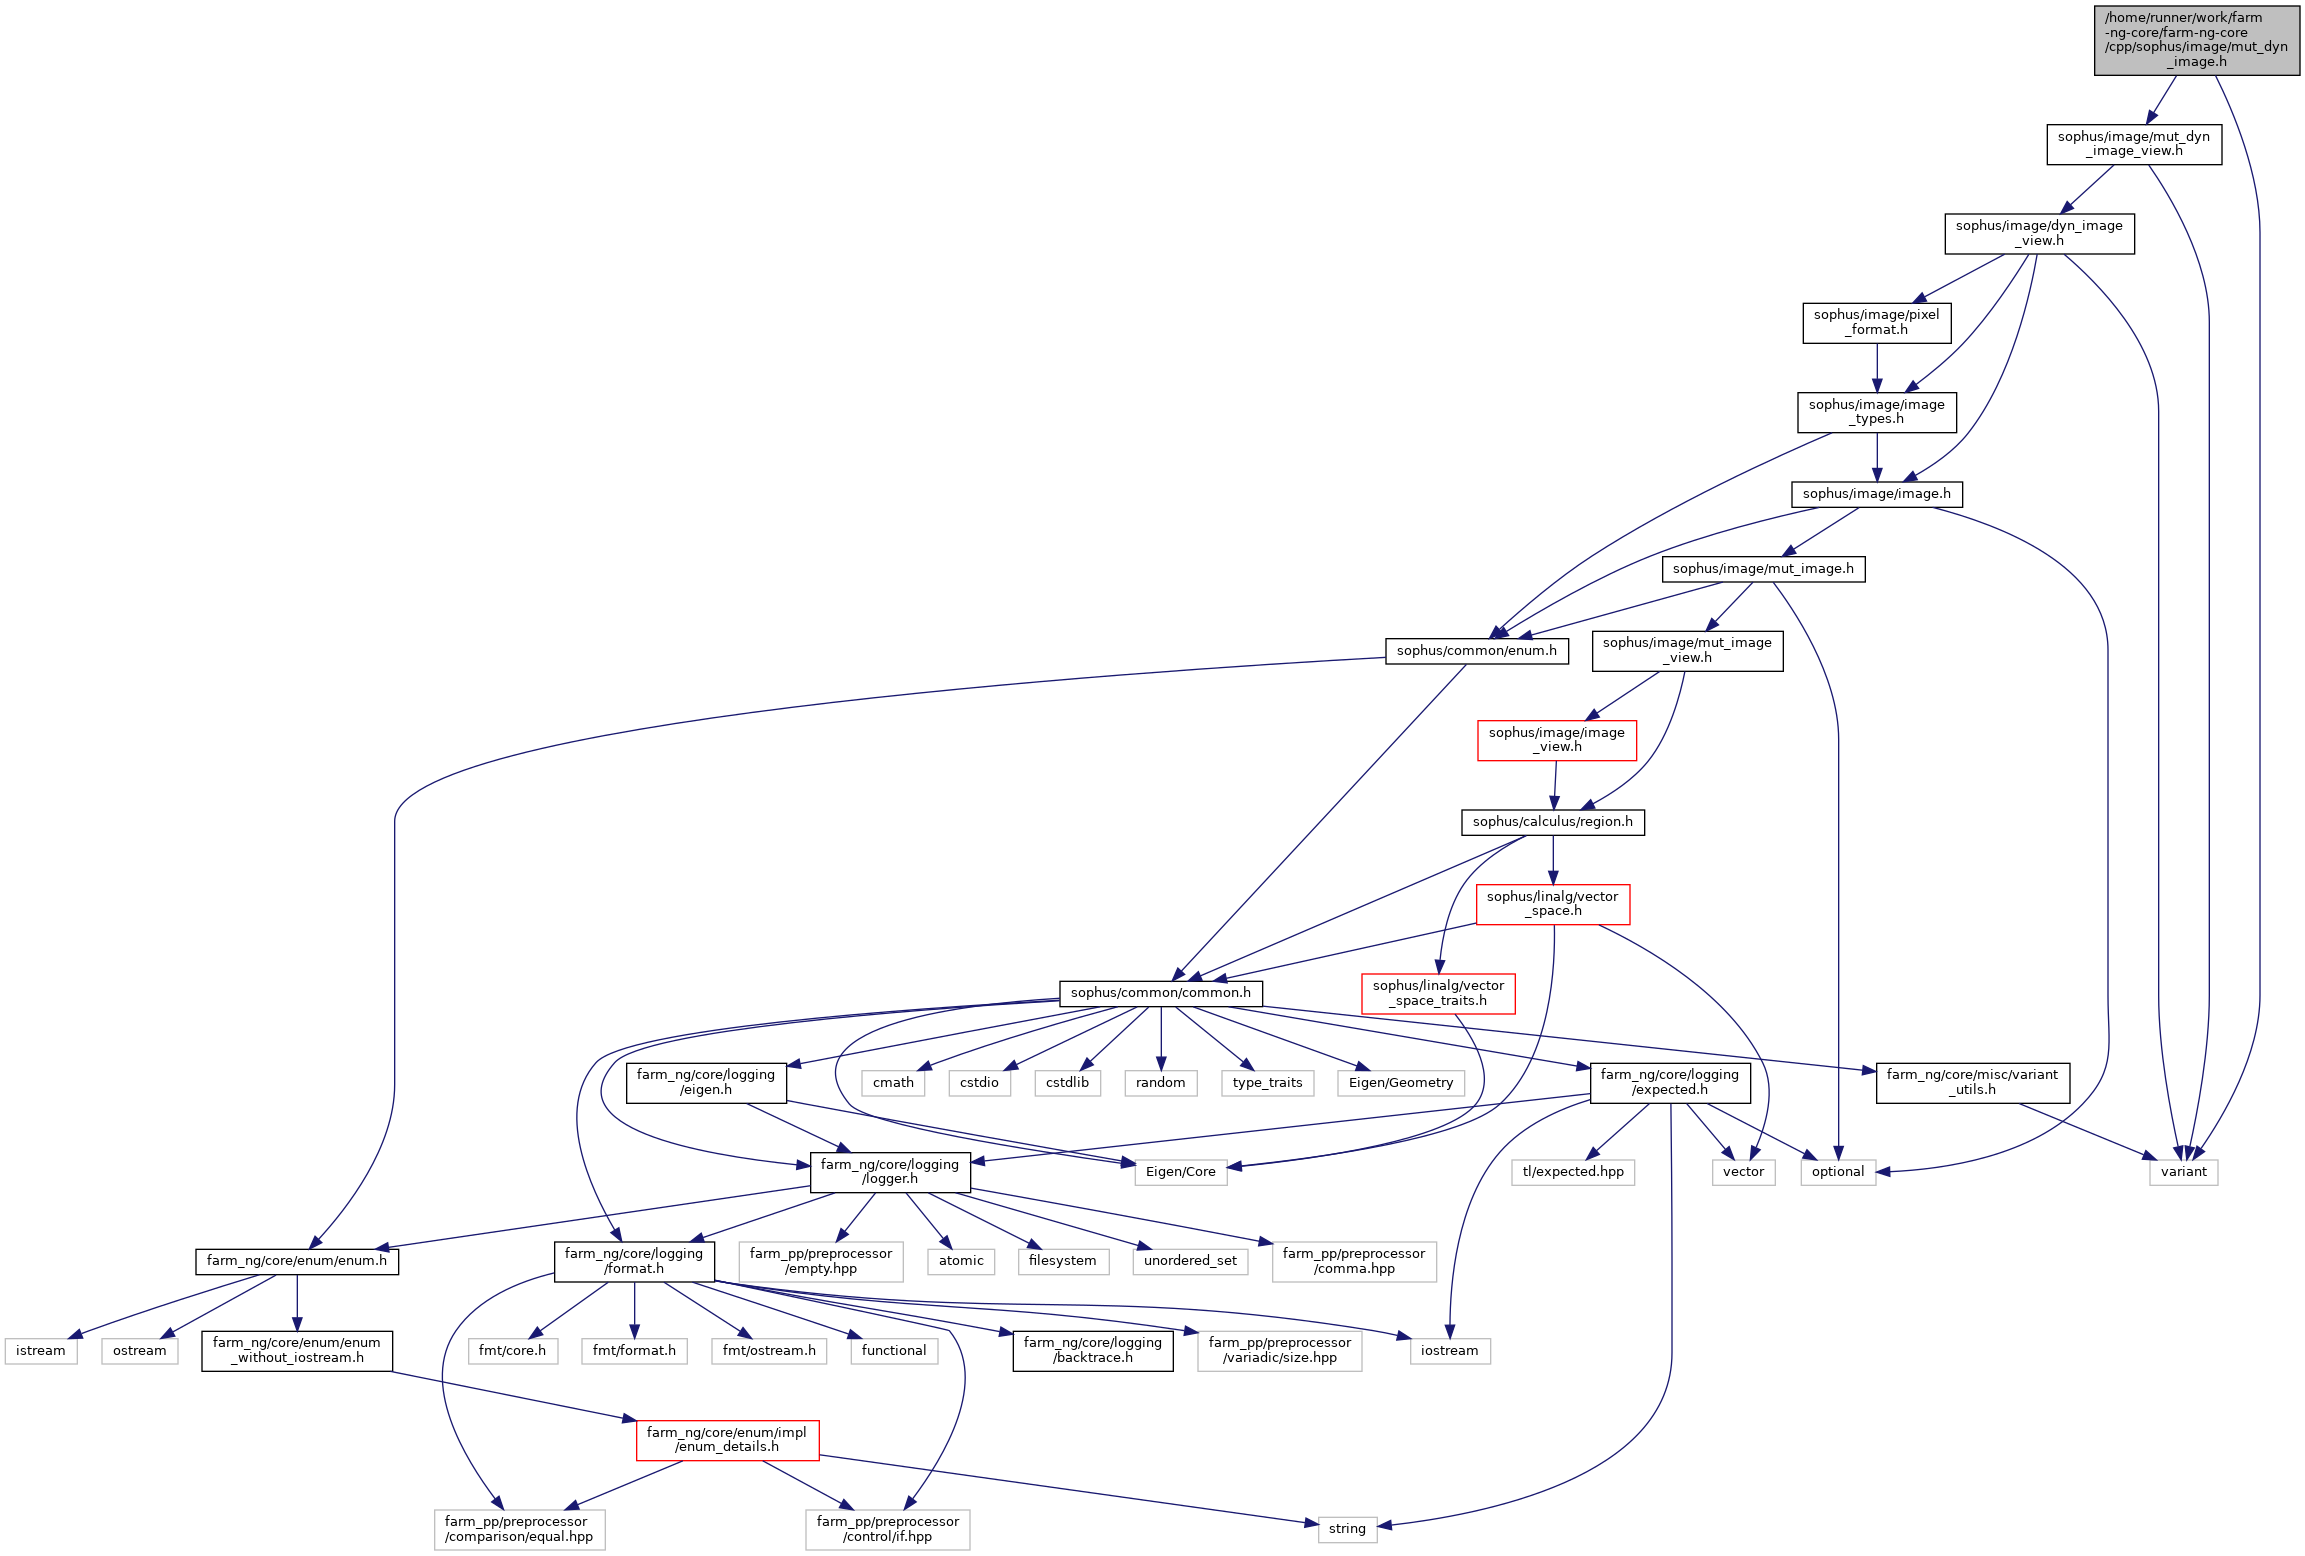 /home/runner/work/farm
-ng-core/farm-ng-core
/cpp/sophus/image/mut_dyn
_image.h
sophus/image/mut_dyn
_image_view.h
sophus/image/dyn_image
_view.h
sophus/image/pixel
_format.h
sophus/image/image
_types.h
sophus/image/image.h
sophus/image/mut_image.h
sophus/common/enum.h
sophus/image/mut_image
_view.h
sophus/image/image
_view.h
sophus/calculus/region.h
sophus/linalg/vector
_space.h
sophus/common/common.h
sophus/linalg/vector
_space_traits.h
farm_ng/core/logging
/eigen.h
cmath
cstdio
cstdlib
random
type_traits
Eigen/Geometry
farm_ng/core/logging
/expected.h
farm_ng/core/misc/variant
_utils.h
farm_ng/core/logging
/logger.h
Eigen/Core
tl/expected.hpp
vector
optional
variant
farm_ng/core/enum/enum.h
farm_ng/core/logging
/format.h
farm_pp/preprocessor
/empty.hpp
atomic
filesystem
unordered_set
farm_pp/preprocessor
/comma.hpp
istream
ostream
farm_ng/core/enum/enum
_without_iostream.h
fmt/core.h
fmt/format.h
fmt/ostream.h
functional
farm_ng/core/logging
/backtrace.h
farm_pp/preprocessor
/variadic/size.hpp
iostream
farm_ng/core/enum/impl
/enum_details.h
farm_pp/preprocessor
/comparison/equal.hpp
farm_pp/preprocessor
/control/if.hpp
string